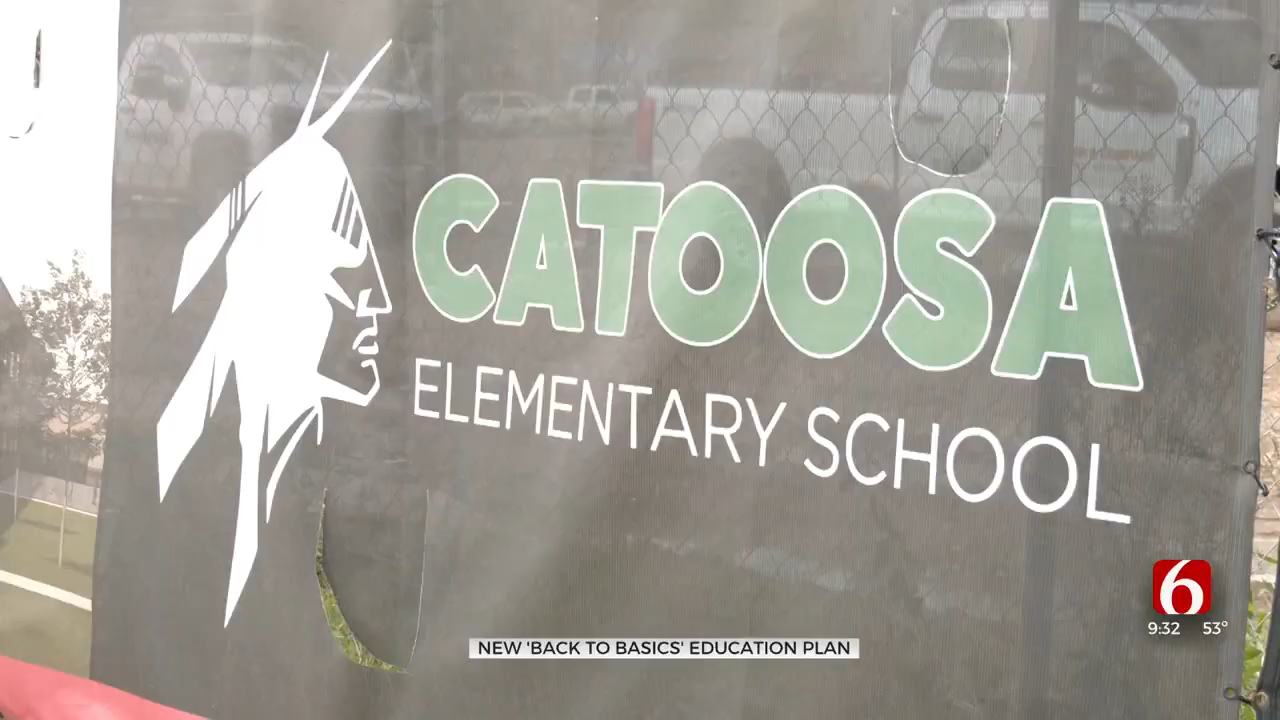 CATOOSA
ELEMENTARY SCHOOL
6
9:32 53°
NEW 'BACK TO BASICS' EDUCATION PLAN